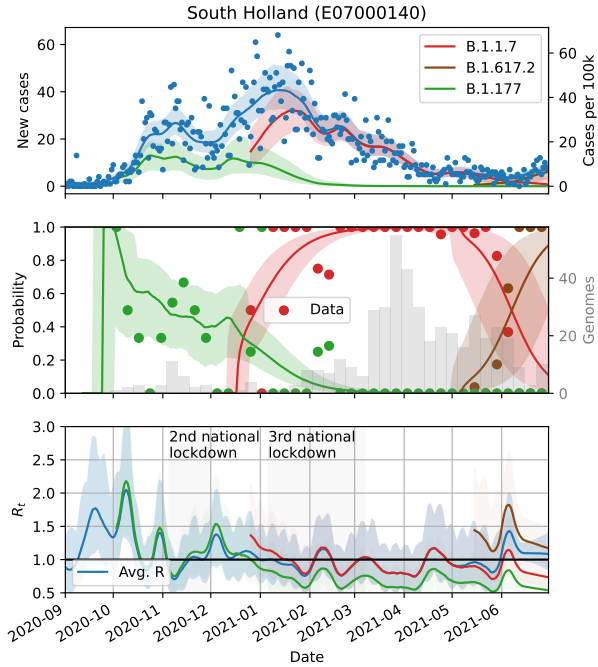 South Holland (E07000140)
60
40
20
0
New cases
60
40
20
0
Cases per 100k
B.1.1.7
B.1.617.2
B.1.177
1.0
0.8
0.6
0.4
0.2
0.0
Probability
Data
40
20
0
Genomes
3.0
2.5
2.0
1.5
1.0
0.5
Rt
2nd national
lockdown
3rd national
lockdown
Avg. R
2020-09
2020-10
2020-11
2020-12
2021-01
2021-02
2021-03
2021-04
2021-05
2021-06
Date